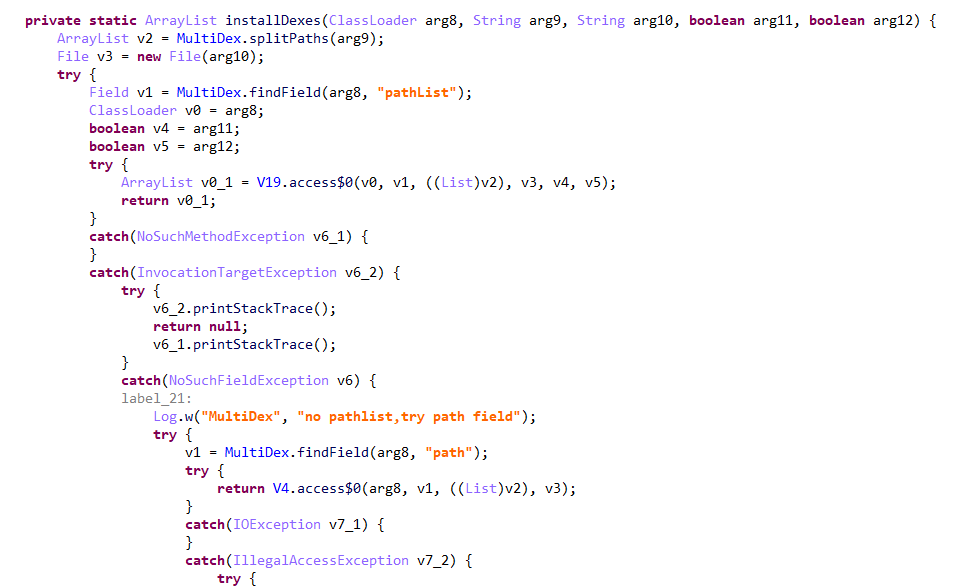 private static ArrayList installDexes(ClassLoader arg8, String arg9, String arg10, boolean arg11, boolean arg12) {
ArrayList v2 = MultiDex.splitPaths(arg9);
File v3 = new File(arg10);
try {
Field v1 = MultiDex.findField(arg8, "pathList");
ClassLoader v0 = arg8;
boolean v4 = arg11;
boolean v5 = arg12;
try {
ArrayList v0_1 = V19.access$0(v0, v1, ((List)v2), v3, v4, v5);
return v0_1;
}
catch(NoSuchMethodException v6_1) {
}
catch(InvocationTargetException v6_2) {
try {
v6_2.printStackTrace();
return null;
v6_1.printStackTrace();
}
catch(NoSuchFieldException v6) {
label_21:
Log.w("MultiDex", "no pathlist,try path field");
try {
v1 = MultiDex.findField(arg8, "path");
try {
return V4.access$0(arg8, v1, ((List)v2), v3);
}
catch(IOException v7_1) {
}
catch(IllegalAccessException v7_2) {
try {